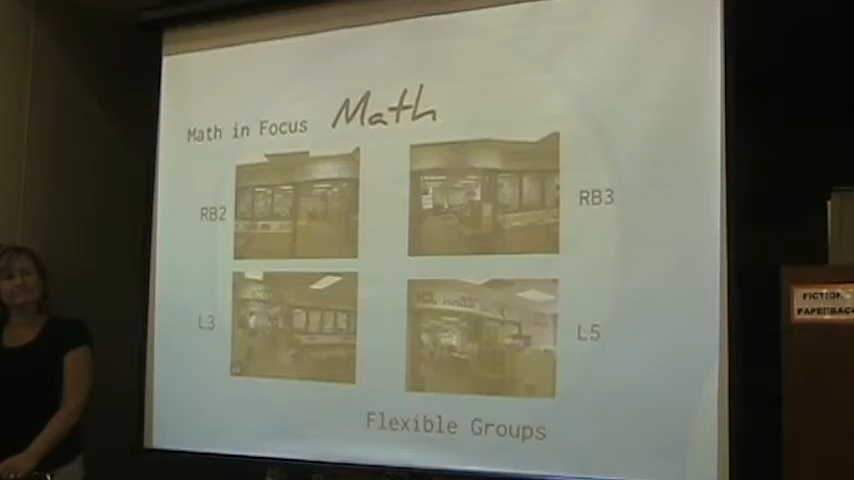 Math in Focus Math
RB2
RB3
L3
L5
Flexible Groups
FICTION
PAPERBACK